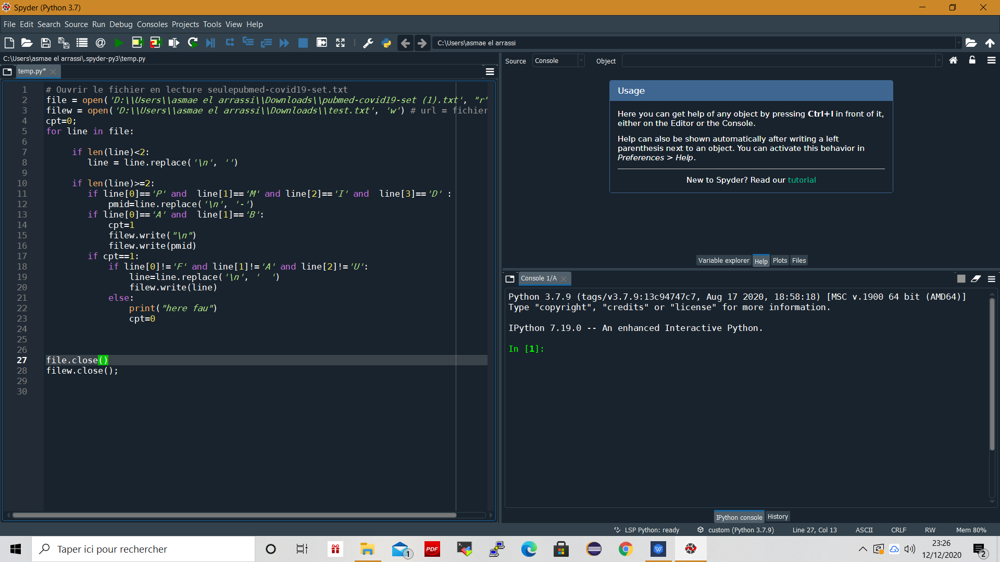 Spyder (Python 3.7)
File Edit Search Source Run Debug Consoles Projects Tools View Help
C:\Users\asmae el arrassi
C:\Users\asmae el arrassi\.spyder-py3\temp.py
temp.py*
1 # Ouvrir le fichier en lecture seulepubmed-covid19-set.txt
2 file = open('D:\\Users\\asmae el arrassi\\Downloads\\pubmed-covid19-set (1).txt', "r"
3 filew = open('D:\\Users\\asmae el arrassi\\Downloads\\test.txt', 'w') # url = fichier
4 cpt=0;
5 for line in file:
6
7 if len(line)<2:
8 line = line.replace('\n', '')
9
10 if len(line)>=2:
11 if line[0]=='P' and  line[1]=='M' and line[2]=='I' and  line[3]=='D' :
12 pmid=line.replace('\n', '-')
13 if line[0]=='A' and  line[1]=='B':
14 cpt=1
15 filew.write("\n")
16 filew.write(pmid)
17 if cpt==1:
18 if line[0]!='F' and line[1]!='A' and line[2]!='U':
19 line=line.replace('\n', '  ')
20 filew.write(line)
21 else:
22 print("here fau")
23 cpt=0
24
25
26
27 file.close()
28 filew.close();
29
30
Source Console Object
Usage
Here you can get help of any object by pressing Ctrl+I in front of it,
either on the Editor or the Console.
Help can also be shown automatically after writing a left
parenthesis next to an object. You can activate this behavior in
Preferences > Help.
New to Spyder? Read our tutorial
Variable explorer Help Plots Files
Console 1/A
Python 3.7.9 (tags/v3.7.9:13c94747c7, Aug 17 2020, 18:58:18) [MSC v.1900 64 bit (AMD64)]
Type "copyright", "credits" or "license" for more information.
IPython 7.19.0 -- An enhanced Interactive Python.
In [1]:
IPython console History
LSP Python: ready custom (Python 3.7.9) Line 27, Col 13 ASCII CRLF RW Mem 80%
Taper ici pour rechercher
1
PDF
W
23:26
12/12/2020
2